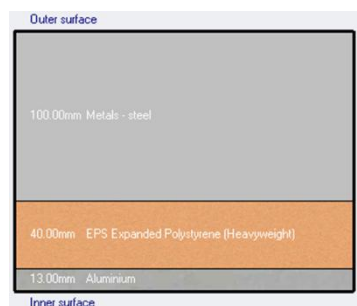 Outer surface
100.00mm Metals - steel
40.00mm EPS Expanded Polystyrene (Heavyweight)
13.00mm Aluminium
Inner surface